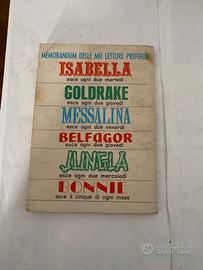 MEMORANDUM DELLE MIE LETTURE PREFERITE
ISABELLA
esce ogni due martedì
GOLDRAKE
esce ogni due giovedì
MESSALINA
esce ogni due venerdì
BELFAGOR
esce ogni due giovedì
JUNGLA
esce ogni due mercoledì
BONNIE
esce il cinque di ogni mese
subito